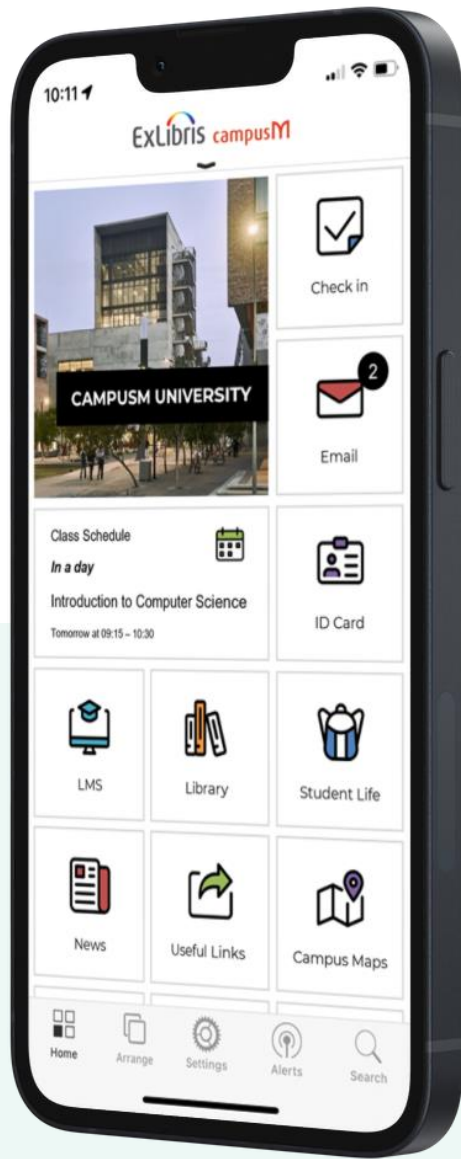 10:11
ExLibris campusM
CAMPUSM UNIVERSITY
Check in
2
Email
Class Schedule
In a day
Introduction to Computer Science
Tomorrow at 09:15 – 10:30
ID Card
LMS
Library
Student Life
News
Useful Links
Campus Maps
Home
Arrange
Settings
Alerts
Search